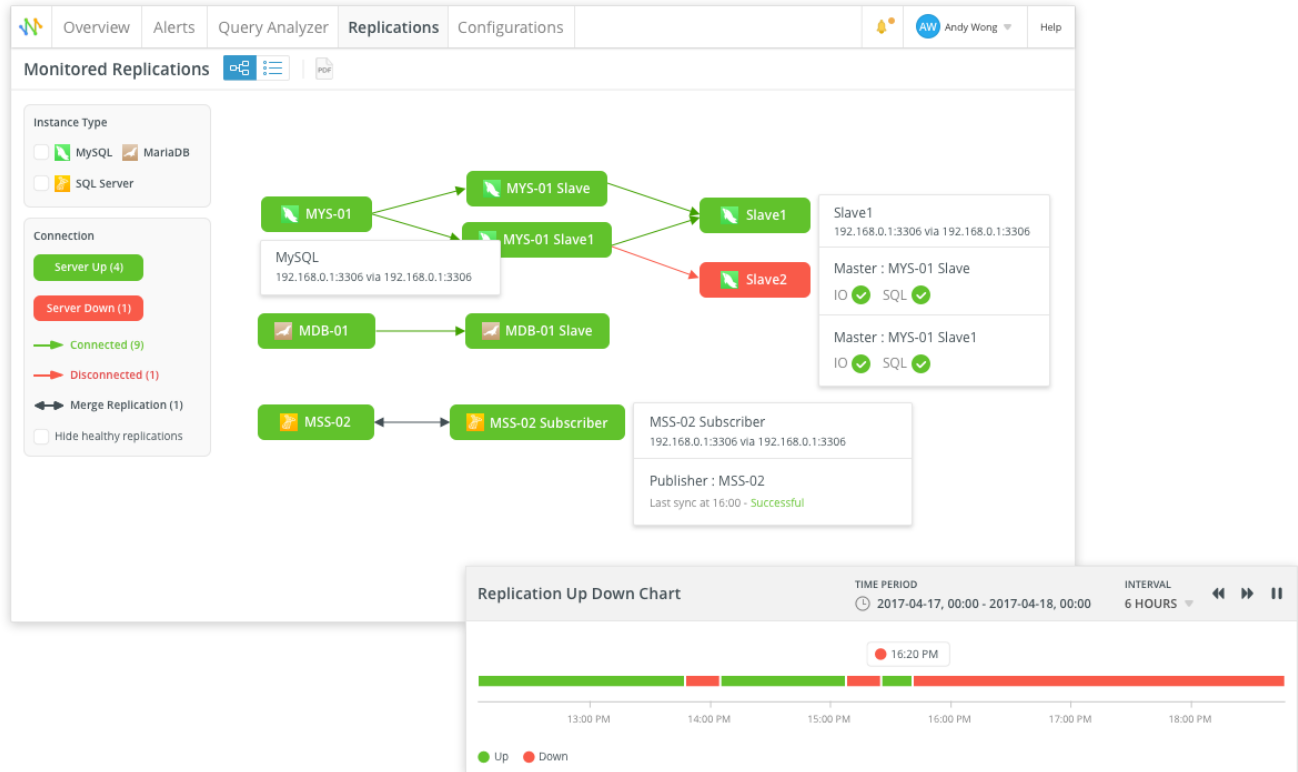 Overview Alerts Query Analyzer Replications Configurations AW Andy Wong Help
Monitored Replications PDF
Instance Type
MySQL MariaDB
SQL Server
Connection
Server Up (4)
Server Down (1)
Connected (9)
Disconnected (1)
Merge Replication (1)
Hide healthy replications
MYS-01
MYS-01 Slave
MYS-01 Slave1
Slave1
Slave2
MySQL
192.168.0.1:3306 via 192.168.0.1:3306
Slave1
192.168.0.1:3306 via 192.168.0.1:3306
Master : MYS-01 Slave
IO SQL
Master : MYS-01 Slave1
IO SQL
MDB-01
MDB-01 Slave
MSS-02
MSS-02 Subscriber
MSS-02 Subscriber
192.168.0.1:3306 via 192.168.0.1:3306
Publisher : MSS-02
Last sync at 16:00 - Successful
Replication Up Down Chart
TIME PERIOD
2017-04-17, 00:00 - 2017-04-18, 00:00
INTERVAL
6 HOURS
16:20 PM
13:00 PM 14:00 PM 15:00 PM 16:00 PM 17:00 PM 18:00 PM
Up Down